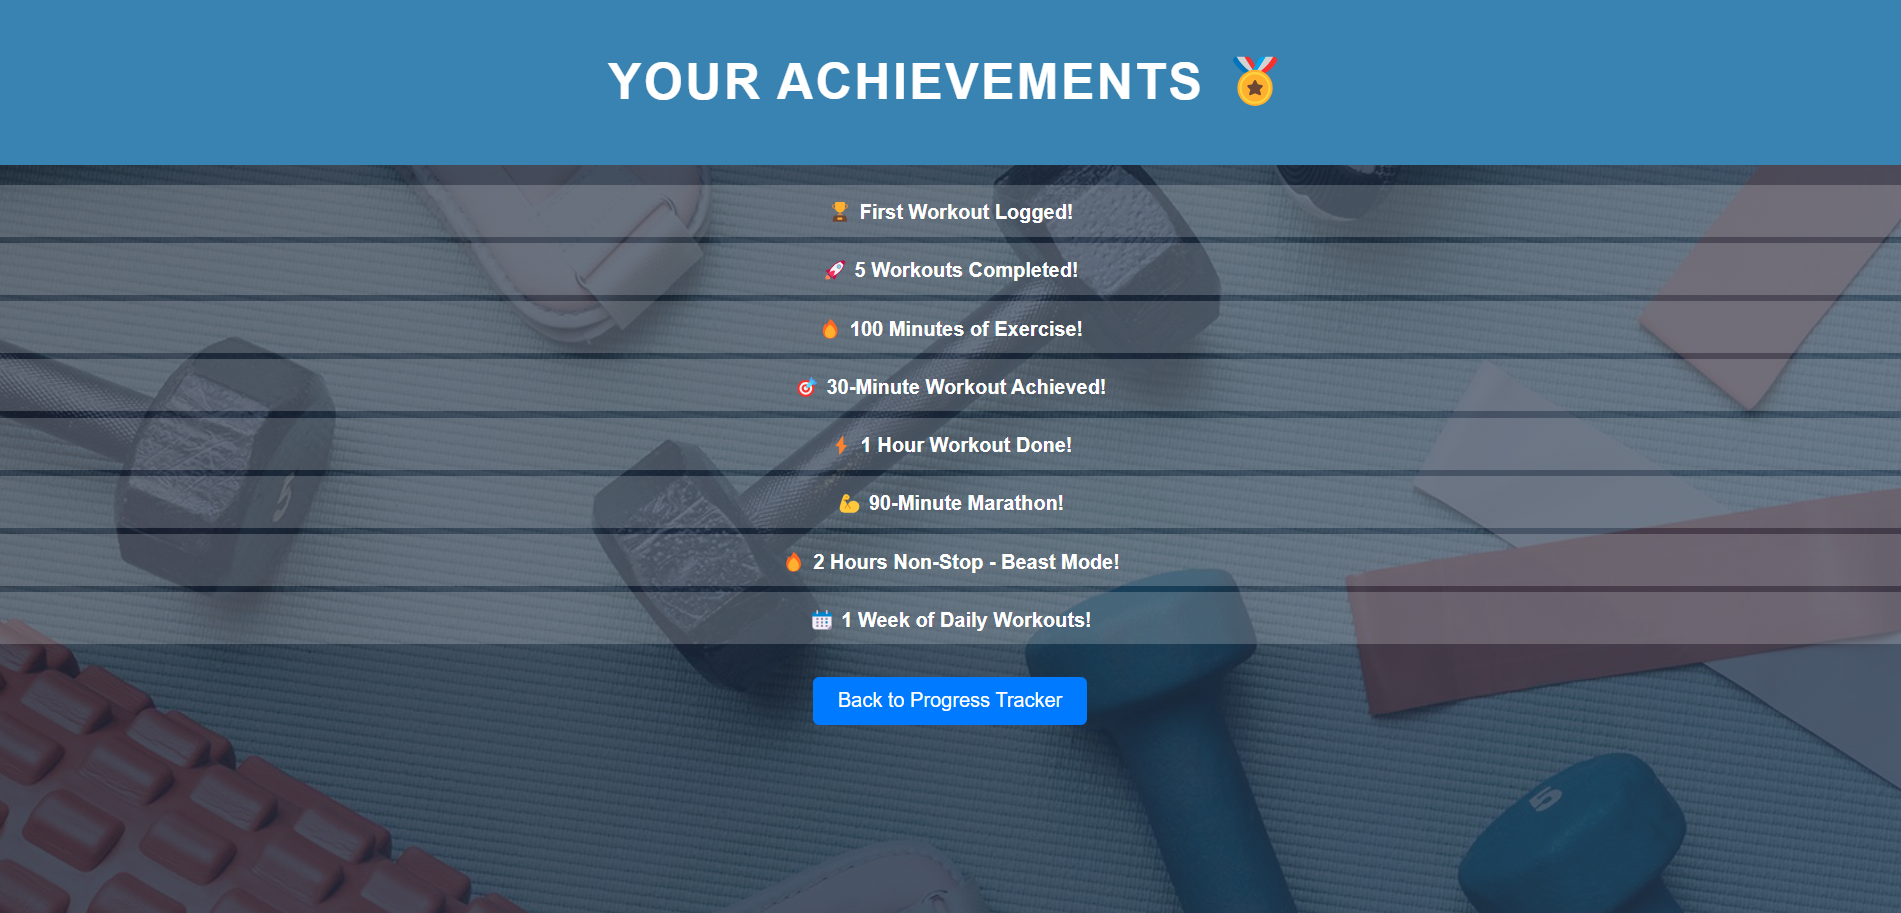 YOUR ACHIEVEMENTS 🏅
🏆 First Workout Logged!
🚀 5 Workouts Completed!
🔥 100 Minutes of Exercise!
🎯 30-Minute Workout Achieved!
⚡ 1 Hour Workout Done!
💪 90-Minute Marathon!
🔥 2 Hours Non-Stop - Beast Mode!
📅 1 Week of Daily Workouts!
Back to Progress Tracker
5
5